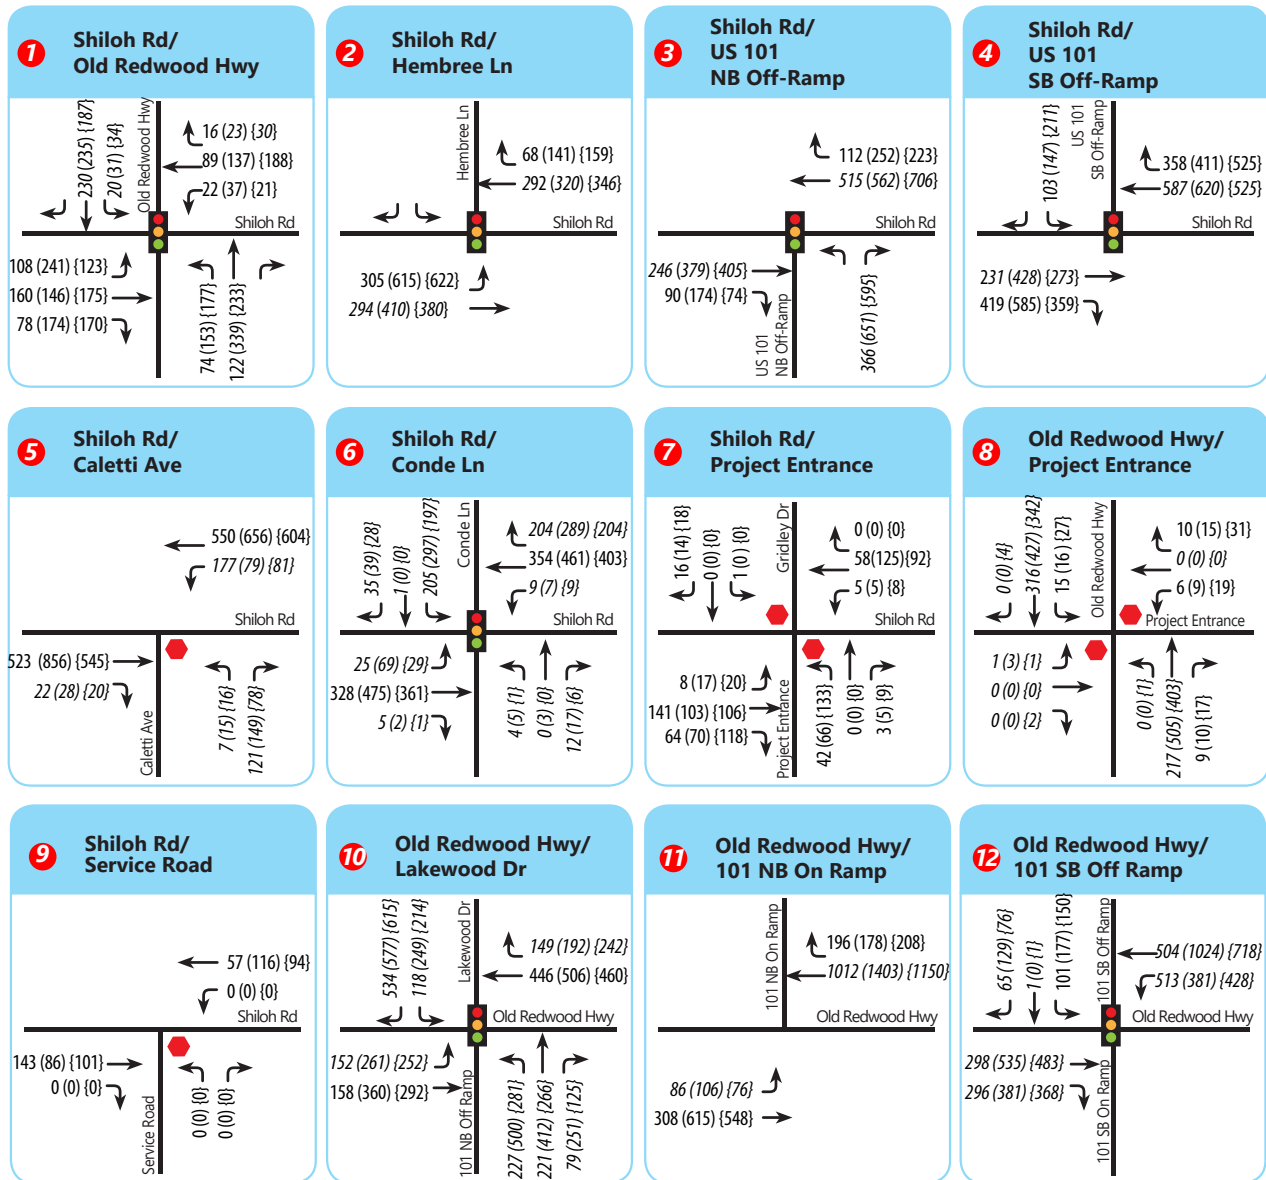 1
Shiloh Rd/
Old Redwood Hwy
230 (235) {187}
20 (31) {34}
Old Redwood Hwy
16 (23) {30}
89 (137) {188}
22 (37) {21}
Shiloh Rd
108 (241) {123}
160 (146) {175}
78 (174) {170}
74 (153) {177}
122 (339) {233}
2
Shiloh Rd/
Hembree Ln
Hembree Ln
68 (141) {159}
292 (320) {346}
Shiloh Rd
305 (615) {622}
294 (410) {380}
3
Shiloh Rd/
US 101
NB Off-Ramp
112 (252) {223}
515 (562) {706}
Shiloh Rd
246 (379) {405}
90 (174) {74}
US 101
NB Off-Ramp
366 (651) {595}
4
Shiloh Rd/
US 101
SB Off-Ramp
103 (147) {211}
US 101
SB Off-Ramp
358 (411) {525}
587 (620) {525}
Shiloh Rd
231 (428) {273}
419 (585) {359}
5
Shiloh Rd/
Caletti Ave
550 (656) {604}
177 (79) {81}
Shiloh Rd
523 (856) {545}
22 (28) {20}
Caletti Ave
7 (15) {16}
121 (149) {78}
6
Shiloh Rd/
Conde Ln
35 (39) {28}
1 (0) {0}
205 (297) {197}
Conde Ln
204 (289) {204}
354 (461) {403}
9 (7) {9}
Shiloh Rd
25 (69) {29}
328 (475) {361}
5 (2) {1}
4 (5) {1}
0 (3) {0}
12 (17) {6}
7
Shiloh Rd/
Project Entrance
16 (14) {18}
0 (0) {0}
1 (0 ) {0}
Gridley Dr
0 (0) {0}
58(125){92}
5 (5) {8}
Shiloh Rd
8 (17) {20}
141 (103) {106}
64 (70) {118}
Project Entrance
42 (66) {133}
0 (0) {0}
3 (5) {9}
8
Old Redwood Hwy/
Project Entrance
0 (0) {4}
316 (427) {342}
15 (16) {27}
Old Redwood Hwy
10 (15) {31}
0 (0) {0}
6 (9) {19}
Project Entrance
1 (3) {1}
0 (0) {0}
0 (0) {2}
0 (0) {1}
217 (505) {403}
9 (10) {17}
9
Shiloh Rd/
Service Road
57 (116) {94}
0 (0) {0}
Shiloh Rd
143 (86) {101}
0 (0) {0}
Service Road
0 (0) {0}
0 (0) {0}
10
Old Redwood Hwy/
Lakewood Dr
534 (577) {615}
118 (249) {214}
Lakewood Dr
149 (192) {242}
446 (506) {460}
Old Redwood Hwy
152 (261) {252}
158 (360) {292}
101 NB Off Ramp
227 (500) {281}
221 (412) {266}
79 (251) {125}
11
Old Redwood Hwy/
101 NB On Ramp
101 NB On Ramp
196 (178) {208}
1012 (1403) {1150}
Old Redwood Hwy
86 (106) {76}
308 (615) {548}
12
Old Redwood Hwy/
101 SB Off Ramp
65 (129) {76}
1 (0) {1}
101 (177) {150}
101 SB Off Ramp
504 (1024) {718}
513 (381) {428}
Old Redwood Hwy
298 (535) {483}
296 (381) {368}
101 SB On Ramp